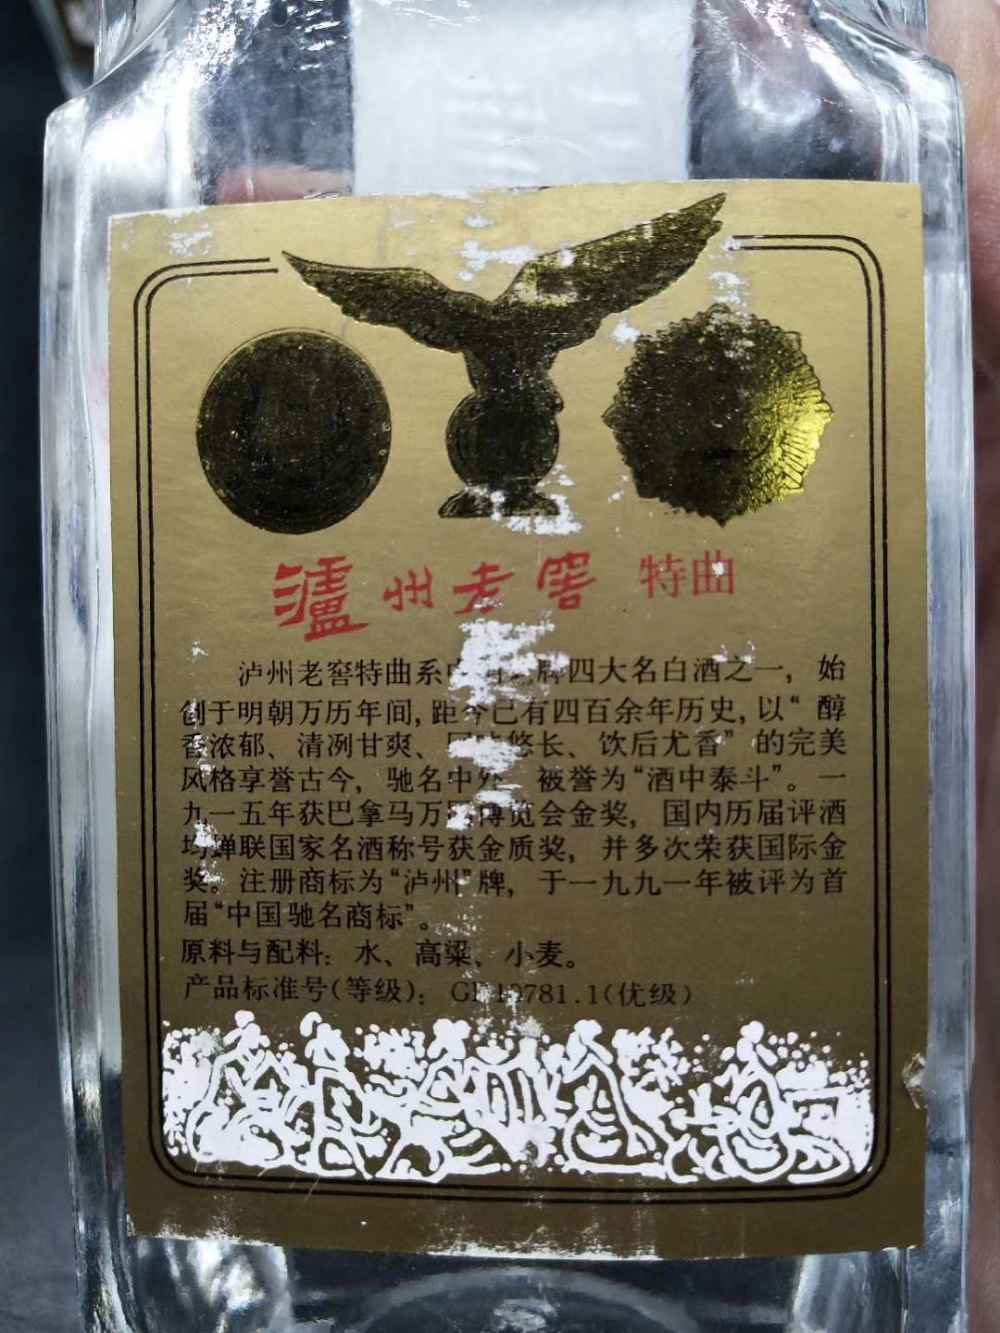 泸州老窖 特曲
泸州老窖特曲系中 牌四大名白酒之一，始
创于明朝万历年间，距今已有四百余年历史，以“醇
香浓郁、清冽甘爽、 悠长、饮后尤香”的完美
风格享誉古今，驰名中外，被誉为“酒中泰斗”。一
九一五年获巴拿马万国博览会金奖，国内历届评酒
均蝉联国家名酒称号获金质奖，并多次荣获国际金
奖。注册商标为“泸州”牌，于一九九一年被评为首
届“中国驰名商标”。
原料与配料：水、高粱、小麦。
产品标准号(等级)：GB10781.1(优级)